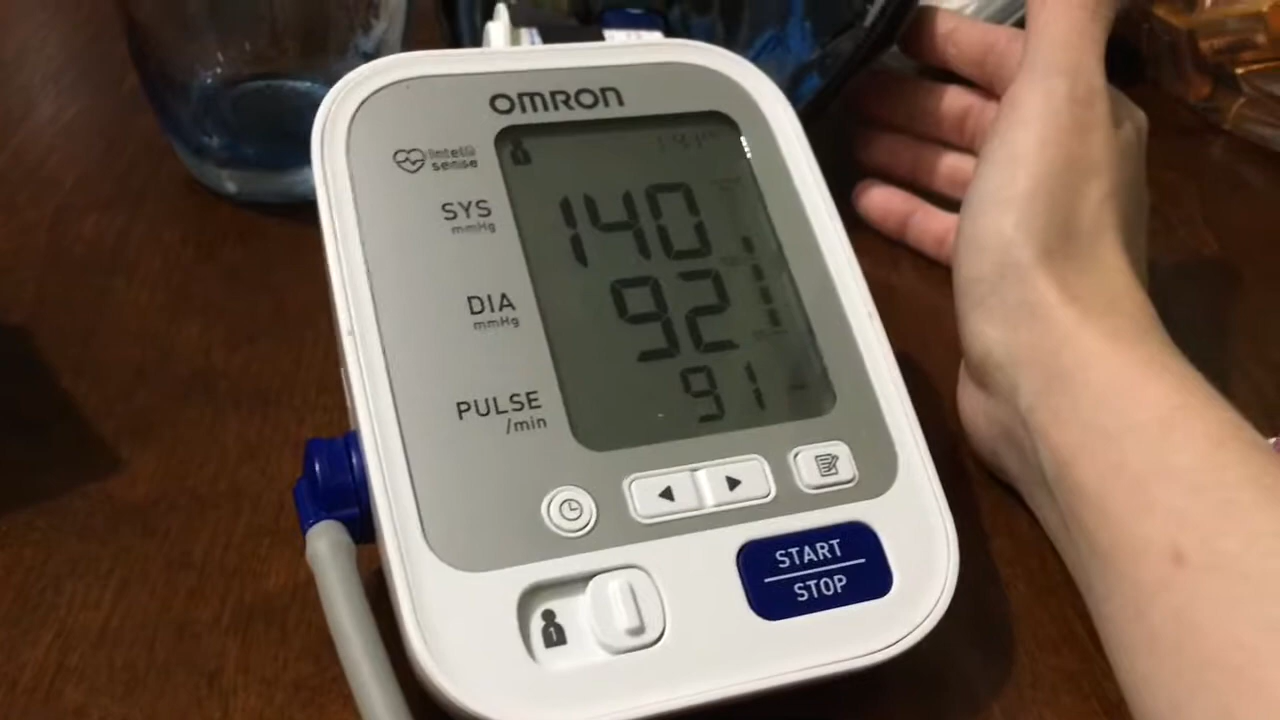 OMRON
intelli
sense
SYS
mmHg
140
DIA
mmHg
92
PULSE
/min
91
START
STOP